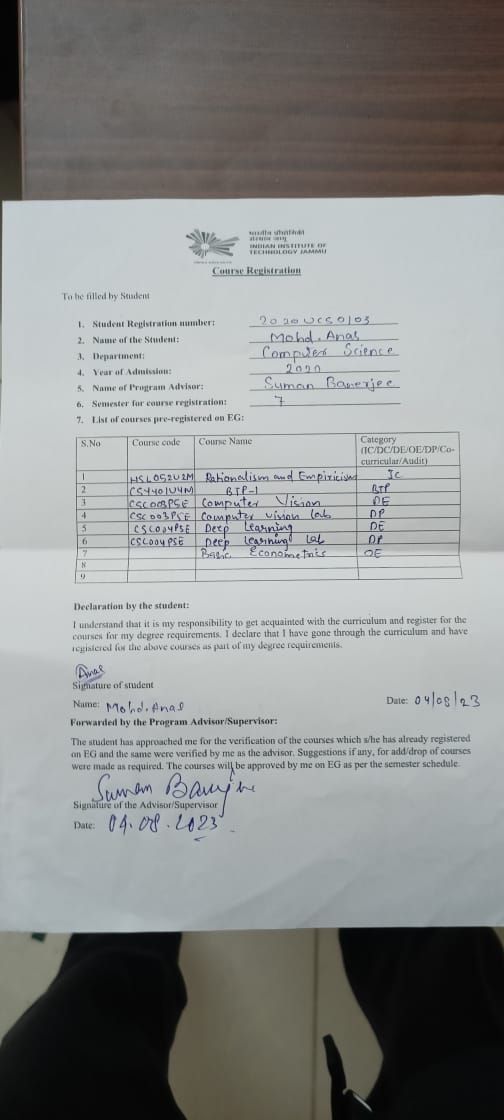 भारतीय प्रौद्योगिकी
संस्थान जम्मू
INDIAN INSTITUTE OF
TECHNOLOGY JAMMU
Course Registration
To be filled by Student
1. Student Registration number: 2020UCS0103
2. Name of the Student: Mohd. Anas
3. Department: Computer Science
4. Year of Admission: 2020
5. Name of Program Advisor: Suman Banerjee
6. Semester for course registration: 7
7. List of courses pre-registered on EG:
S.No Course code Course Name Category (IC/DC/DE/OE/DP/Co-curricular/Audit)
1 HSL052U2M Rationalism and Empiricism IC
2 CS4401U4M BTP-1 BTP
3 CSC003P5E Computer Vision DE
4 CSC003P5E Computer vision lab DP
5 CSC004P5E Deep Learning DE
6 CSC004P5E Deep Learning Lab DP
7 Basic Econometrics OE
8
9
Declaration by the student:
I understand that it is my responsibility to get acquainted with the curriculum and register for the
courses for my degree requirements. I declare that I have gone through the curriculum and have
registered for the above courses as part of my degree requirements.
Anas
Signature of student
Name: Mohd. Anas Date: 04/08/23
Forwarded by the Program Advisor/Supervisor:
The student has approached me for the verification of the courses which s/he has already registered
on EG and the same were verified by me as the advisor. Suggestions if any, for add/drop of courses
were made as required. The courses will be approved by me on EG as per the semester schedule.
Suman Banerjee
Signature of the Advisor/Supervisor
Date: 04.08.2023